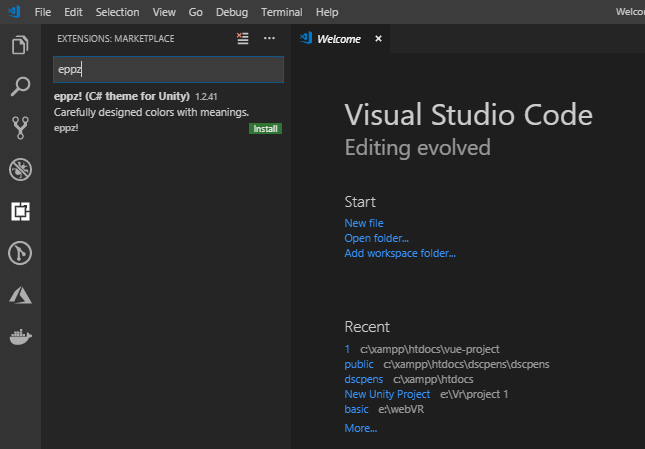 File Edit Selection View Go Debug Terminal Help
Welco
EXTENSIONS: MARKETPLACE
Welcome
eppz
eppz! (C# theme for Unity) 1.2.41
Carefully designed colors with meanings.
eppz!
Install
Visual Studio Code
Editing evolved
Start
New file
Open folder...
Add workspace folder...
Recent
1 c:\xampp\htdocs\vue-project
public c:\xampp\htdocs\dscpens\dscpens
dscpens c:\xampp\htdocs
New Unity Project e:\Vr\project 1
basic e:\webVR
More...